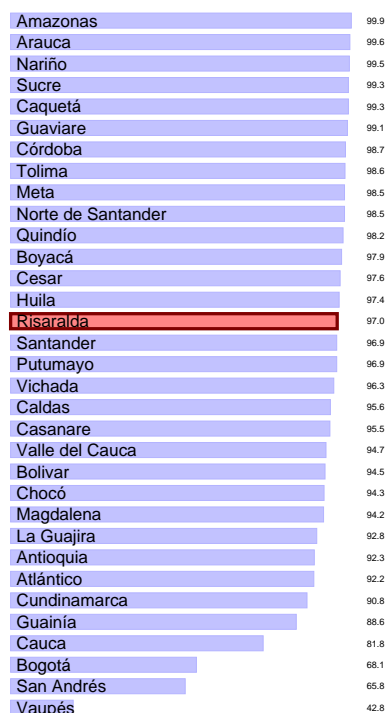 Amazonas 99.9
Arauca 99.6
Nariño 99.5
Sucre 99.3
Caquetá 99.3
Guaviare 99.1
Córdoba 98.7
Tolima 98.6
Meta 98.5
Norte de Santander 98.5
Quindío 98.2
Boyacá 97.9
Cesar 97.6
Huila 97.4
Risaralda 97.0
Santander 96.9
Putumayo 96.9
Vichada 96.3
Caldas 95.6
Casanare 95.5
Valle del Cauca 94.7
Bolivar 94.5
Chocó 94.3
Magdalena 94.2
La Guajira 92.8
Antioquia 92.3
Atlántico 92.2
Cundinamarca 90.8
Guainía 88.6
Cauca 81.8
Bogotá 68.1
San Andrés 65.8
Vaupés 42.8